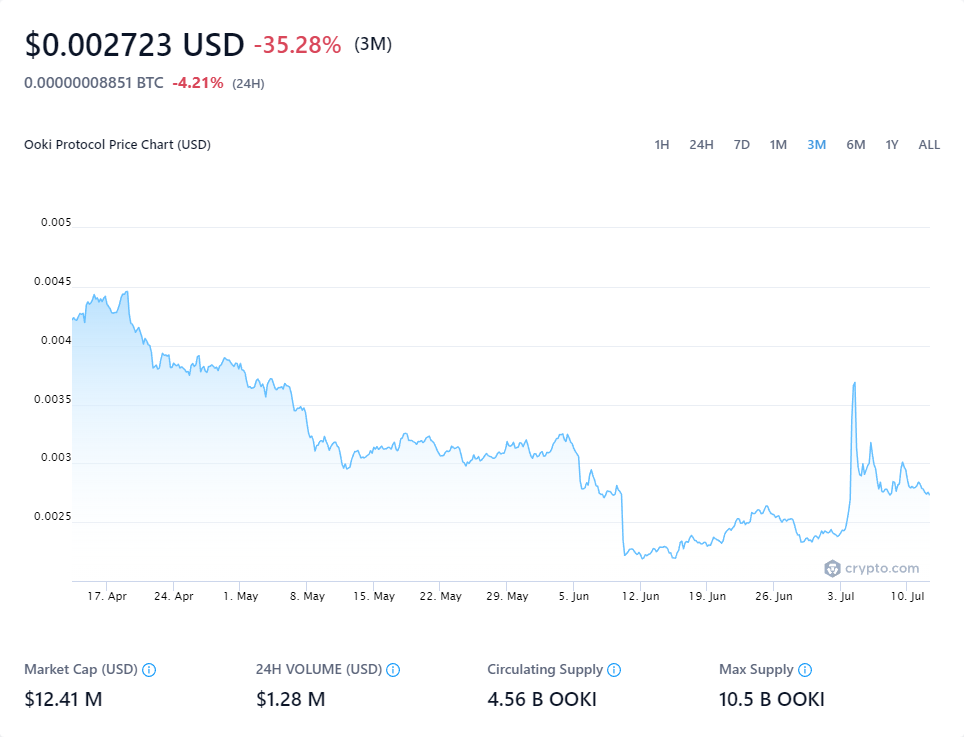 $0.002723 USD -35.28% (3M)
0.00000008851 BTC -4.21% (24H)
Ooki Protocol Price Chart (USD) 1H 24H 7D 1M 3M 6M 1Y ALL
0.005
0.0045
0.004
0.0035
0.003
0.0025
crypto.com
17. Apr 24. Apr 1. May 8. May 15. May 22. May 29. May 5. Jun 12. Jun 19. Jun 26. Jun 3. Jul 10. Jul
Market Cap (USD) 24H VOLUME (USD) Circulating Supply Max Supply
$12.41 M $1.28 M 4.56 B OOKI 10.5 B OOKI